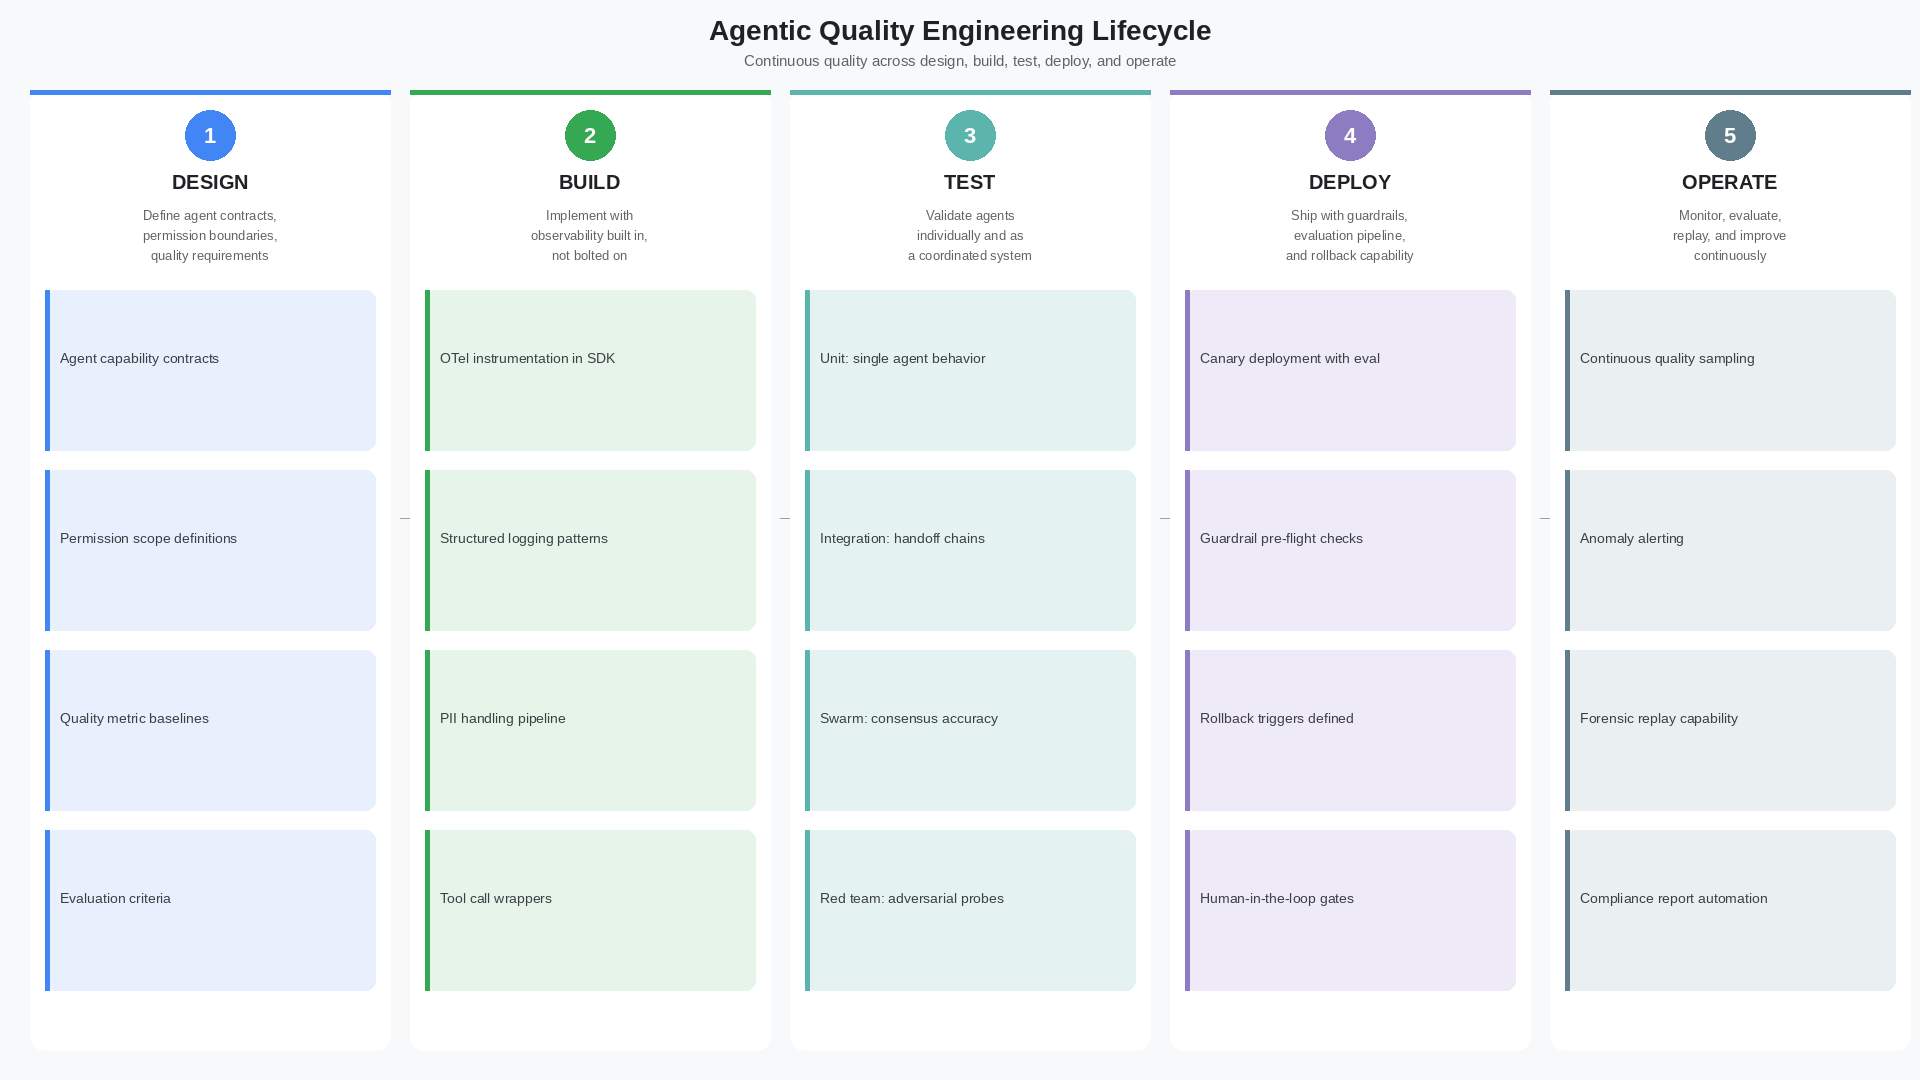 Agentic Quality Engineering Lifecycle
Continuous quality across design, build, test, deploy, and operate
1
DESIGN
Define agent contracts,
permission boundaries,
quality requirements
Agent capability contracts
Permission scope definitions
Quality metric baselines
Evaluation criteria
2
BUILD
Implement with
observability built in,
not bolted on
OTel instrumentation in SDK
Structured logging patterns
PII handling pipeline
Tool call wrappers
3
TEST
Validate agents
individually and as
a coordinated system
Unit: single agent behavior
Integration: handoff chains
Swarm: consensus accuracy
Red team: adversarial probes
4
DEPLOY
Ship with guardrails,
evaluation pipeline,
and rollback capability
Canary deployment with eval
Guardrail pre-flight checks
Rollback triggers defined
Human-in-the-loop gates
5
OPERATE
Monitor, evaluate,
replay, and improve
continuously
Continuous quality sampling
Anomaly alerting
Forensic replay capability
Compliance report automation